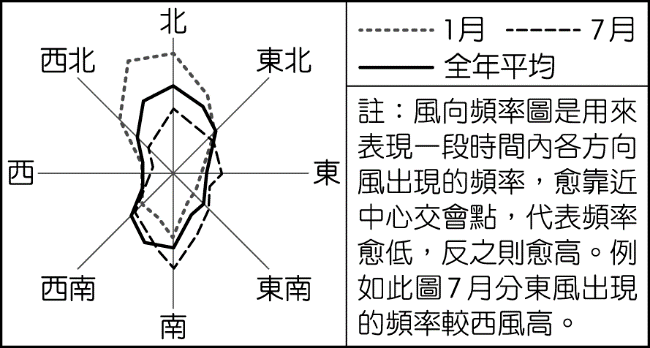 北
西北
東北
西
東
西南
東南
南
1月
7月
全年平均
註：風向頻率圖是用來
表現一段時間內各方向
風出現的頻率，愈靠近
中心交會點，代表頻率
愈低，反之則愈高。例
如此圖7月分東風出現
的頻率較西風高。